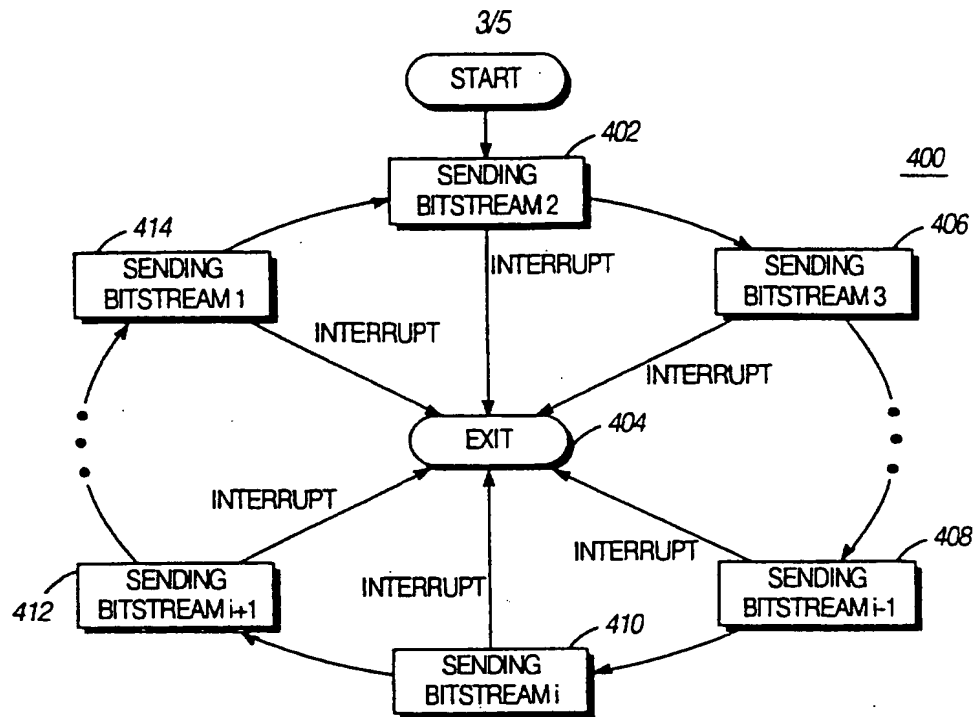 3/5
START
402
SENDING
BITSTREAM 2
400
414
SENDING
BITSTREAM 1
406
SENDING
BITSTREAM 3
INTERRUPT
INTERRUPT
INTERRUPT
EXIT
404
INTERRUPT
INTERRUPT
INTERRUPT
412
SENDING
BITSTREAM i+1
408
SENDING
BITSTREAM i-1
410
SENDING
BITSTREAM i